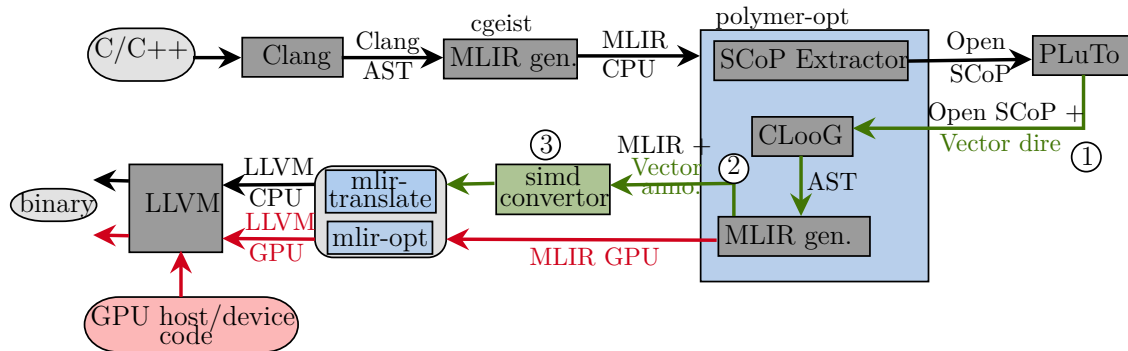 polymer-opt
cgeist
C/C++
Clang
Clang
AST
MLIR gen.
MLIR
CPU
SCoP Extractor
Open
SCoP
PLuTo
Open SCoP +
Vector dire
1
CLooG
AST
MLIR gen.
2
MLIR +
Vector
anno.
3
simd
convertor
mlir-
translate
mlir-opt
LLVM
CPU
LLVM
GPU
MLIR GPU
LLVM
binary
GPU host/device
code